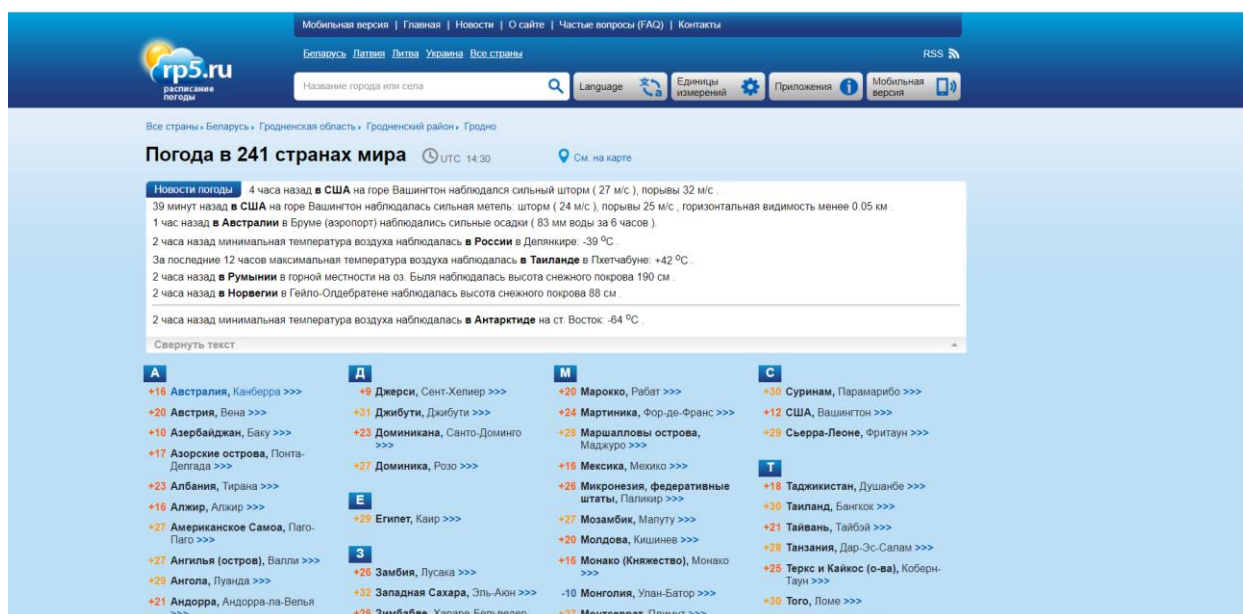 Мобильная версия | Главная | Новости | О сайте | Частые вопросы (FAQ) | Контакты
Беларусь Латвия Литва Украина Все страны
RSS
rp5.ru
расписание
погоды
Название города или села
Language
Единицы
измерений
Приложения
Мобильная
версия
Все страны › Беларусь › Гродненская область › Гродненский район › Гродно
Погода в 241 странах мира UTC 14:30 См. на карте
Новости погоды 4 часа назад в США на горе Вашингтон наблюдался сильный шторм ( 27 м/с ), порывы 32 м/с .
39 минут назад в США на горе Вашингтон наблюдалась сильная метель: шторм ( 24 м/с ), порывы 25 м/с , горизонтальная видимость менее 0.05 км .
1 час назад в Австралии в Бруме (аэропорт) наблюдались сильные осадки ( 83 мм воды за 6 часов ).
2 часа назад минимальная температура воздуха наблюдалась в России в Делянкире: -39 ºC .
За последние 12 часов максимальная температура воздуха наблюдалась в Таиланде в Пхетчабуне: +42 ºC .
2 часа назад в Румынии в горной местности на оз. Быля наблюдалась высота снежного покрова 190 см .
2 часа назад в Норвегии в Гейло-Олдебратене наблюдалась высота снежного покрова 88 см .
2 часа назад минимальная температура воздуха наблюдалась в Антарктиде на ст. Восток: -64 ºC .
Свернуть текст
А
+16 Австралия, Канберра >>>
+20 Австрия, Вена >>>
+10 Азербайджан, Баку >>>
+17 Азорские острова, Понта-
Делгада >>>
+23 Албания, Тирана >>>
+16 Алжир, Алжир >>>
+27 Американское Самоа, Паго-
Паго >>>
+27 Ангилья (остров), Валли >>>
+29 Ангола, Луанда >>>
+21 Андорра, Андорра-ла-Велья
>>>
Д
+9 Джерси, Сент-Хелиер >>>
+31 Джибути, Джибути >>>
+23 Доминикана, Санто-Доминго
>>>
+27 Доминика, Розо >>>
Е
+29 Египет, Каир >>>
З
+26 Замбия, Лусака >>>
+32 Западная Сахара, Эль-Аюн >>>
+26 Зимбабве, Хараре Бельведер
М
+20 Марокко, Рабат >>>
+24 Мартиника, Фор-де-Франс >>>
+28 Маршалловы острова,
Маджуро >>>
+16 Мексика, Мехико >>>
+26 Микронезия, федеративные
штаты, Паликир >>>
+27 Мозамбик, Мапуту >>>
+20 Молдова, Кишинев >>>
+16 Монако (Княжество), Монако
>>>
-10 Монголия, Улан-Батор >>>
+27 Монтсеррат, Плимут >>>
С
+30 Суринам, Парамарибо >>>
+12 США, Вашингтон >>>
+29 Сьерра-Леоне, Фритаун >>>
Т
+18 Таджикистан, Душанбе >>>
+30 Таиланд, Бангкок >>>
+21 Тайвань, Тайбэй >>>
+28 Танзания, Дар-Эс-Салам >>>
+25 Теркс и Кайкос (о-ва), Коберн-
Таун >>>
+30 Того, Ломе >>>